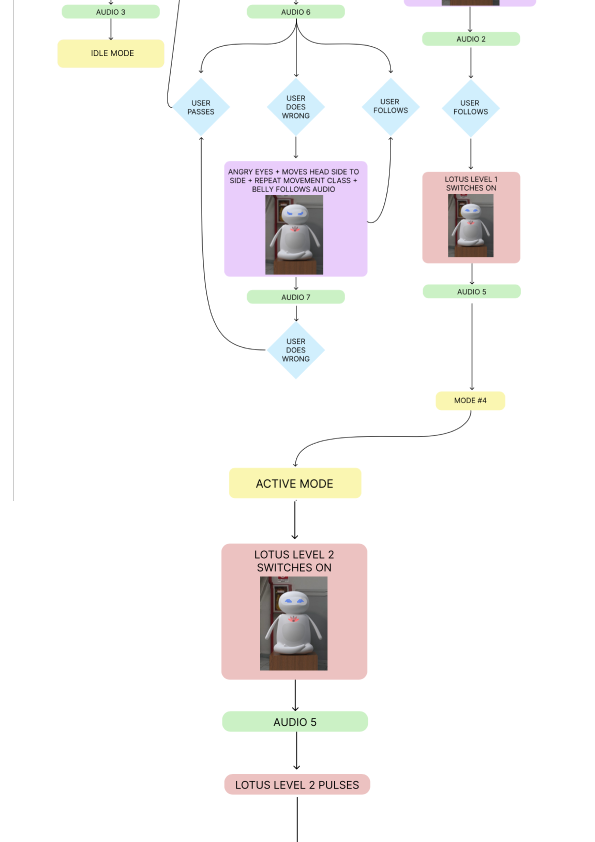 AUDIO 3
IDLE MODE
AUDIO 6
AUDIO 2
USER
PASSES
USER
DOES
WRONG
USER
FOLLOWS
USER
FOLLOWS
ANGRY EYES + MOVES HEAD SIDE TO
SIDE + REPEAT MOVEMENT CLASS +
BELLY FOLLOWS AUDIO
LOTUS LEVEL 1
SWITCHES ON
AUDIO 7
AUDIO 5
USER
DOES
WRONG
MODE #4
ACTIVE MODE
LOTUS LEVEL 2
SWITCHES ON
AUDIO 5
LOTUS LEVEL 2 PULSES